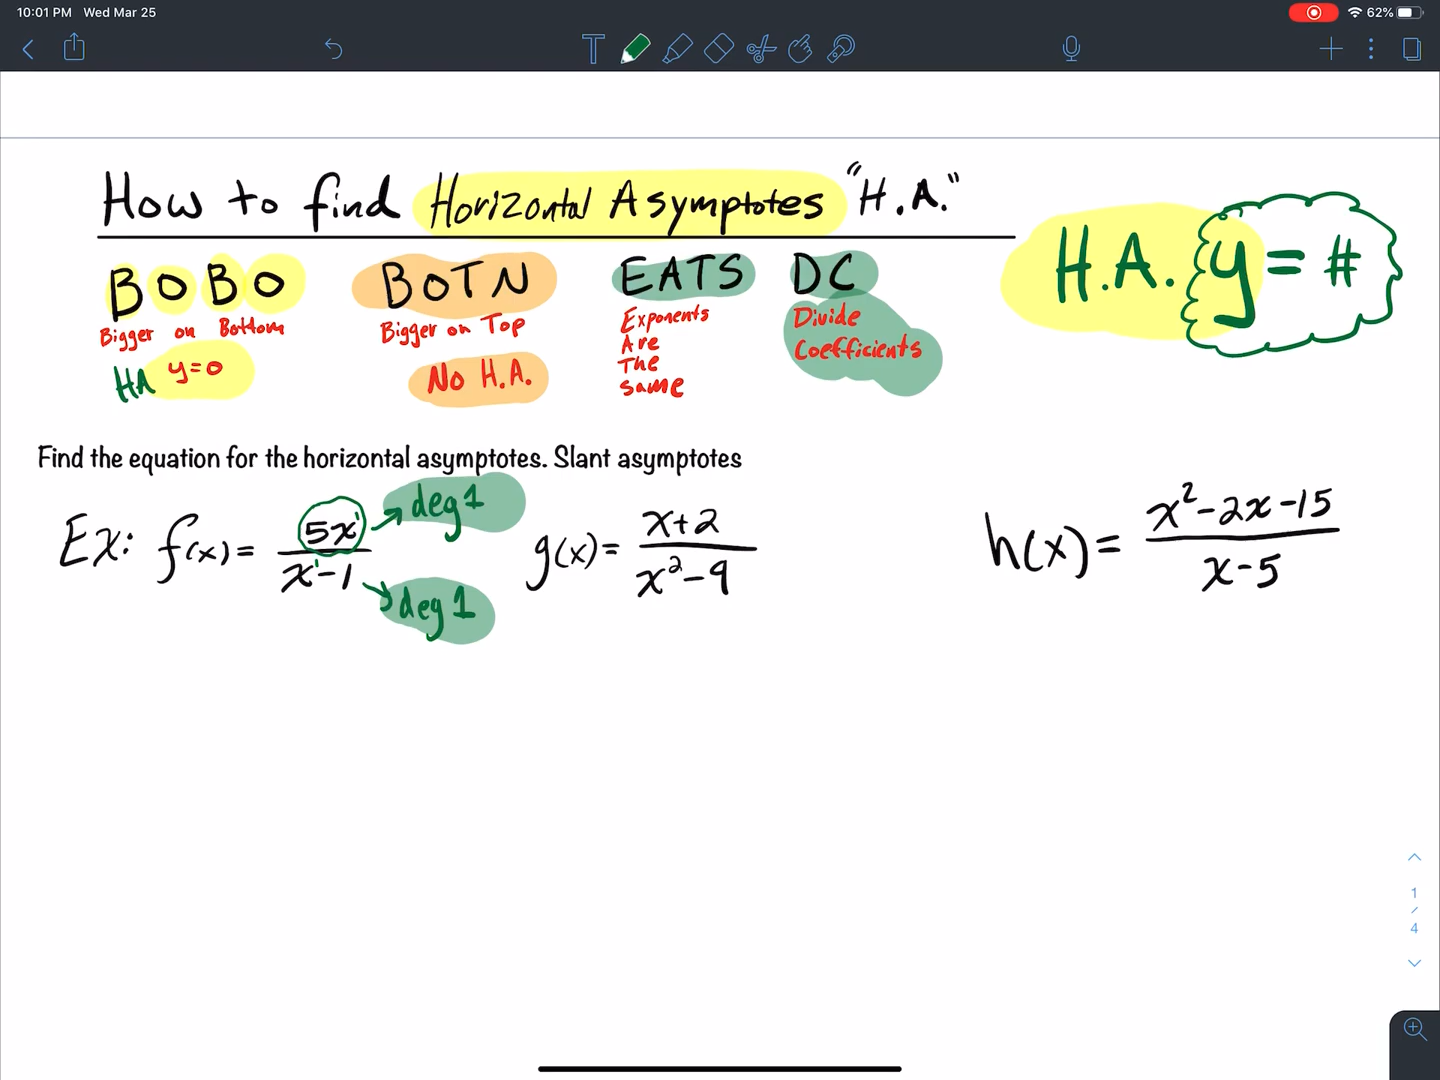 10:01 PM Wed Mar 25
62%
T
How to find Horizontal Asymptotes "H.A."
H.A. y = #
BOBO BOTN EATS DC
Bigger on Bottom
HA y=0
Bigger on Top
No H.A.
Exponents
Are
The
Same
Divide
Coefficients
Find the equation for the horizontal asymptotes. Slant asymptotes
Ex: f(x) = 5x¹ / x¹-1
deg 1
deg 1
g(x) = x+2 / x²-9
h(x) = x²-2x-15 / x-5
1
/
4